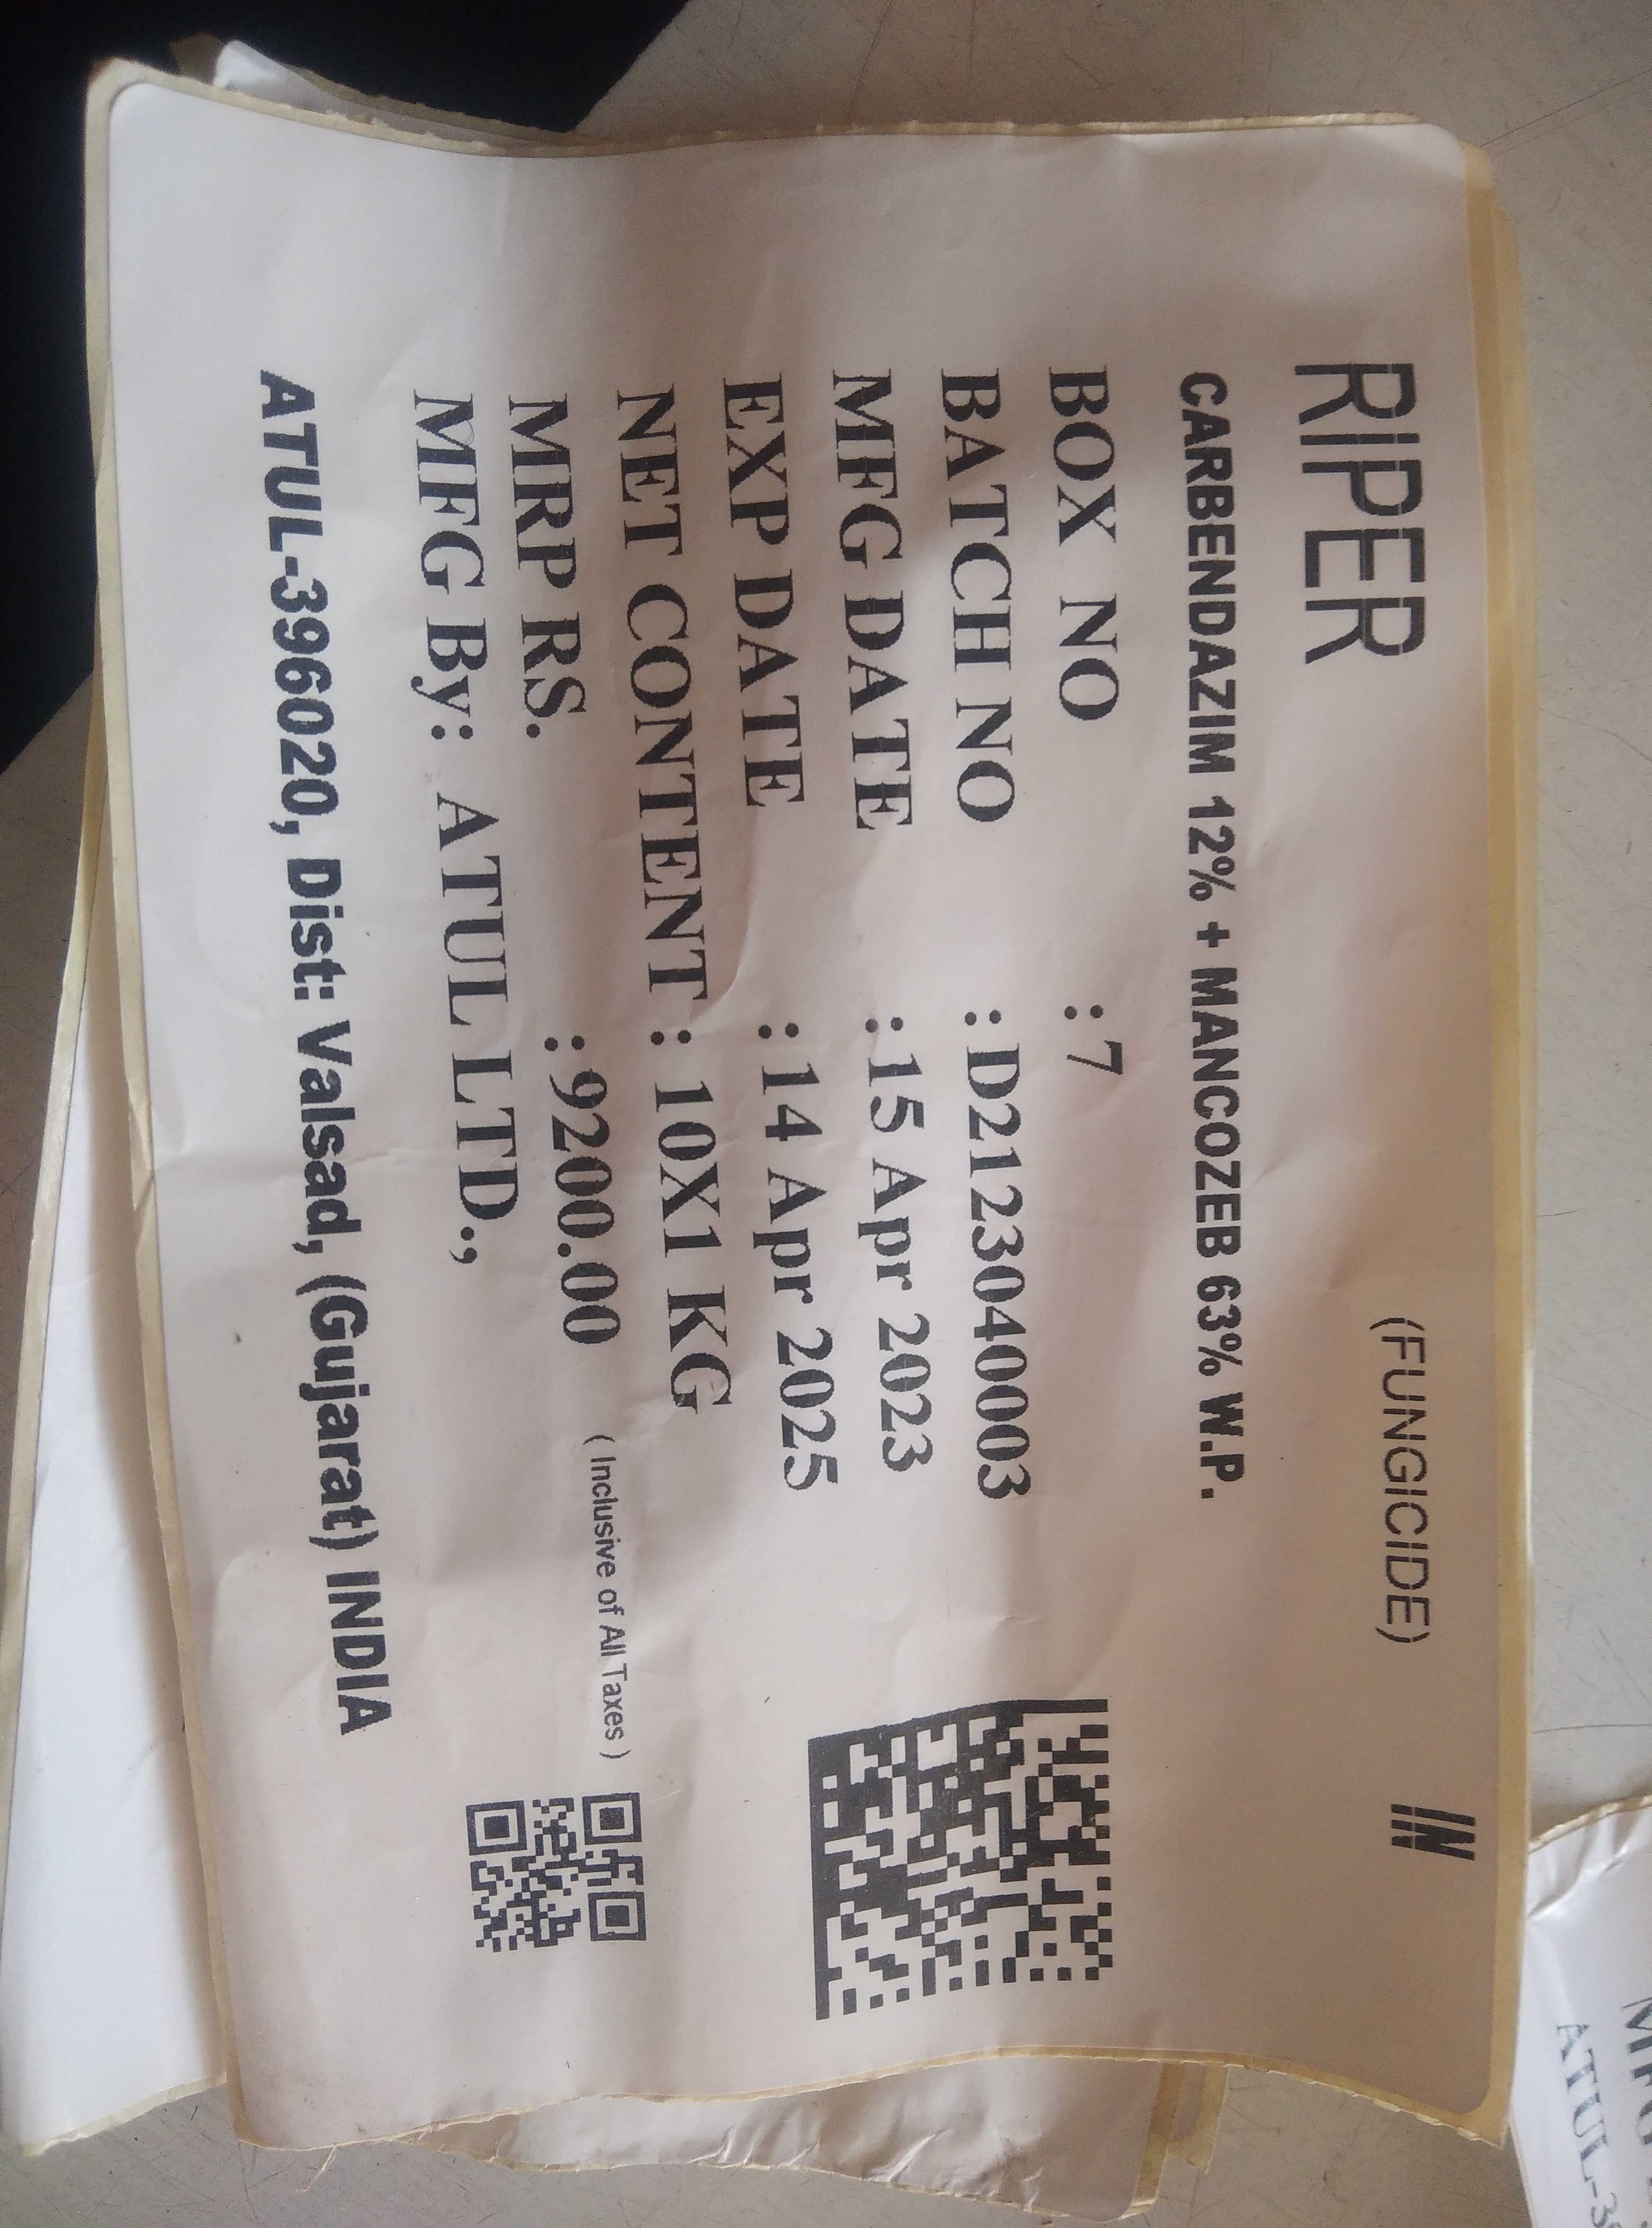 RIPER (FUNGICIDE) IN
CARBENDAZIM 12% + MANCOZEB 63% W.P.
BOX NO : 7
BATCH NO : D2123040003
MFG DATE : 15 Apr 2023
EXP DATE : 14 Apr 2025
NET CONTENT : 10X1 KG
MRP RS. : 9200.00 ( Inclusive of All Taxes )
MFG By: ATUL LTD.,
ATUL-396020, Dist: Valsad, (Gujarat) INDIA